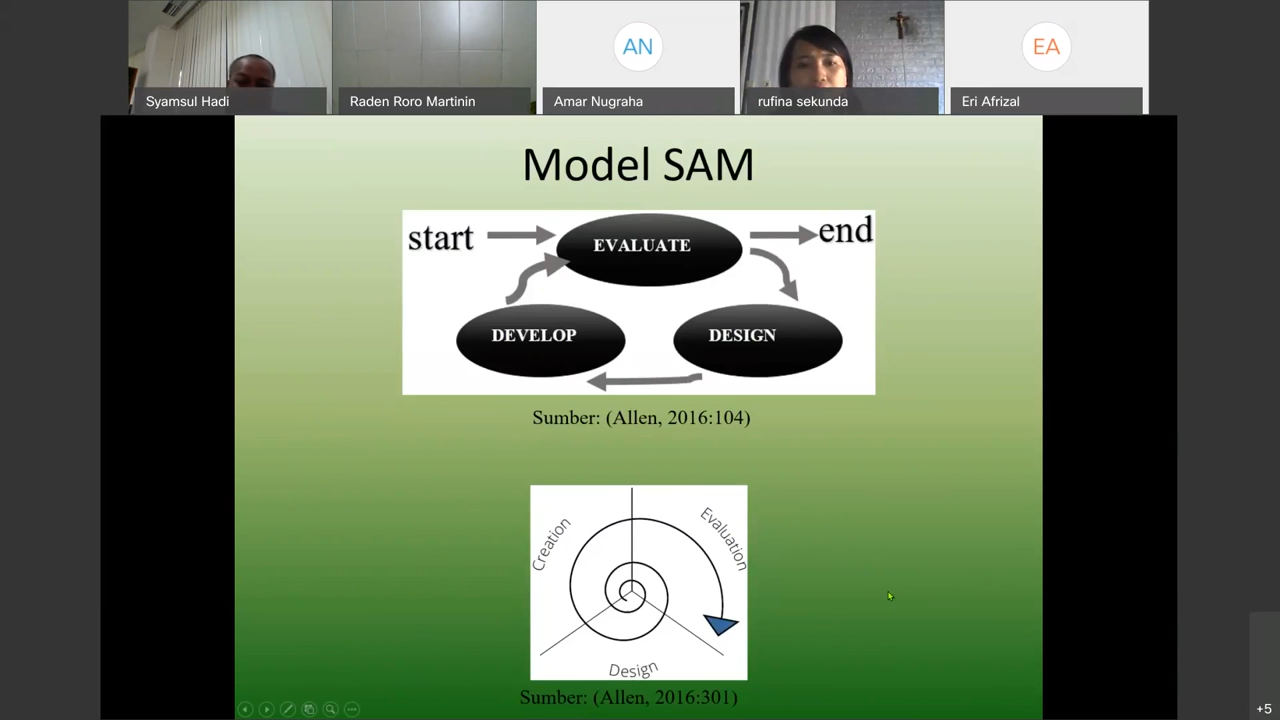 AN
EA
Syamsul Hadi
Raden Roro Martinin
Amar Nugraha
rufina sekunda
Eri Afrizal
Model SAM
start
EVALUATE
end
DEVELOP
DESIGN
Sumber: (Allen, 2016:104)
Creation
Evaluation
Design
Sumber: (Allen, 2016:301)
+5